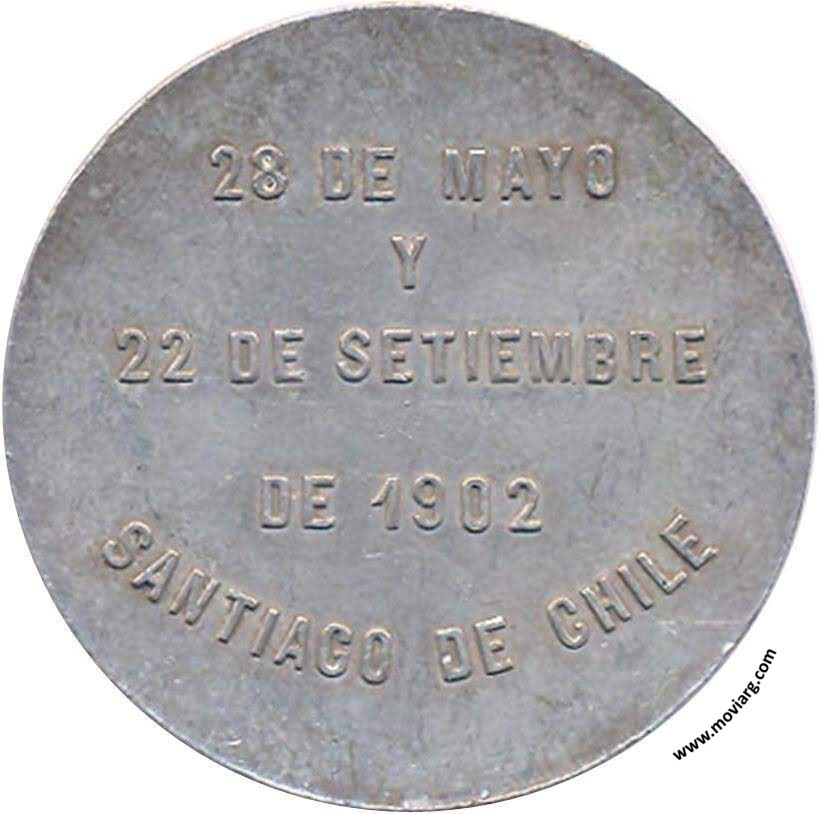 28 DE MAYO
Y
22 DE SETIEMBRE
DE 1902
SANTIAGO DE CHILE
www.moviarg.com